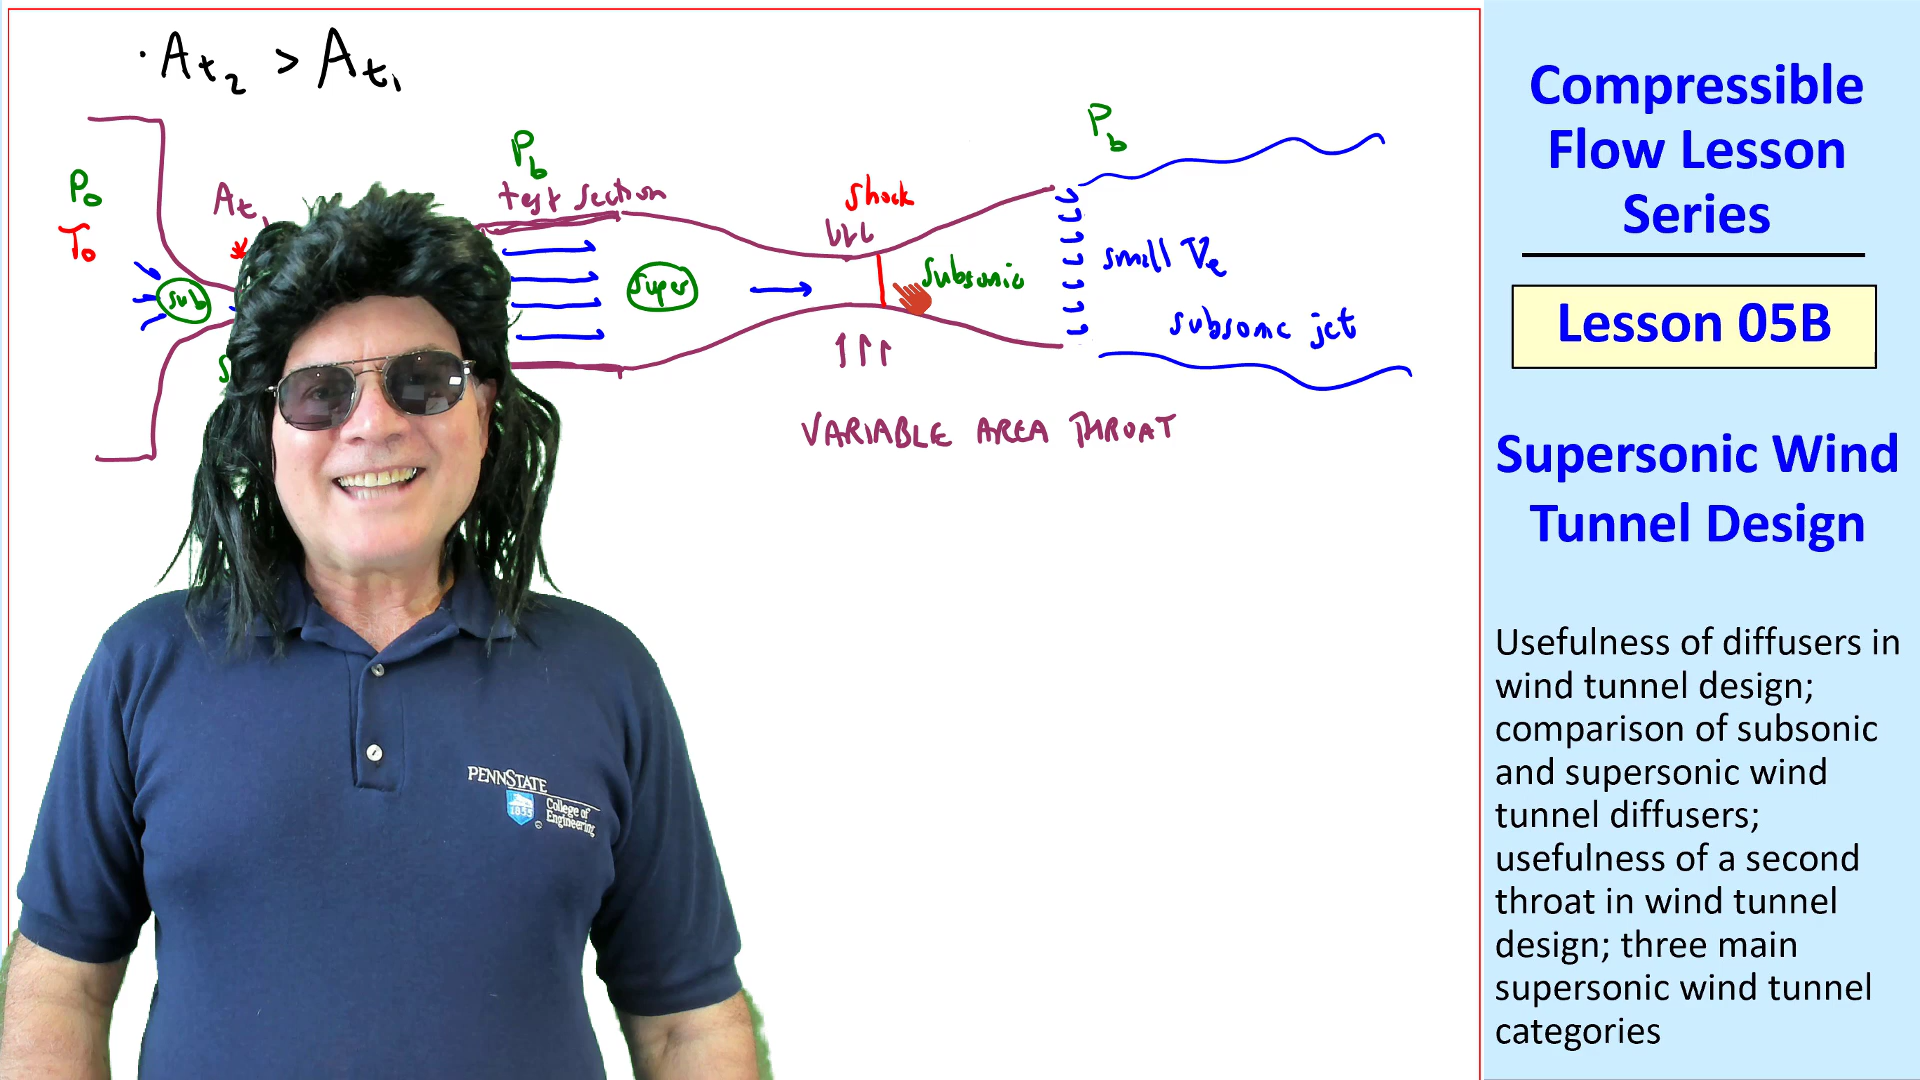 · At₂ > At₁
P₀
T₀
At₁
*
sub
S
Pb
test section
super
shock
subsonic
Pb
small Ve
subsonic jet
VARIABLE AREA THROAT
PENNSTATE
1855
College of
Engineering
Compressible
Flow Lesson
Series
Lesson 05B
Supersonic Wind
Tunnel Design
Usefulness of diffusers in
wind tunnel design;
comparison of subsonic
and supersonic wind
tunnel diffusers;
usefulness of a second
throat in wind tunnel
design; three main
supersonic wind tunnel
categories